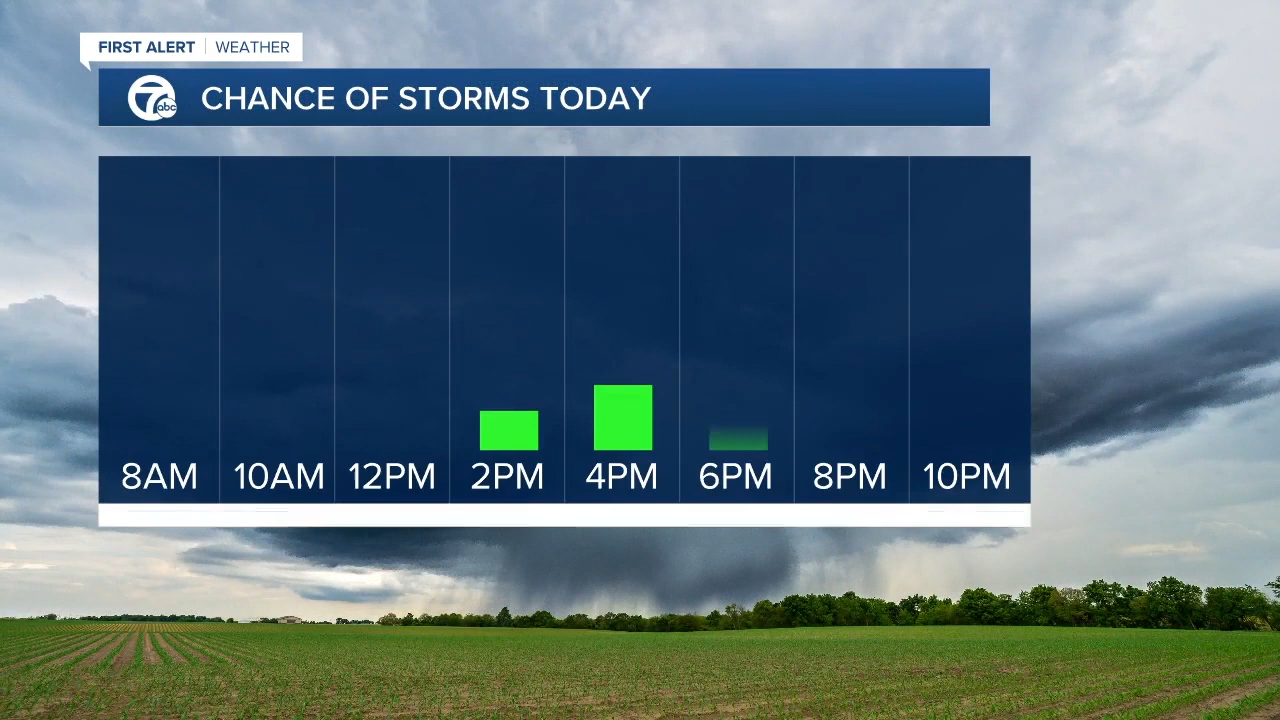 FIRST ALERT WEATHER
7 abc CHANCE OF STORMS TODAY
8AM 10AM 12PM 2PM 4PM 6PM 8PM 10PM